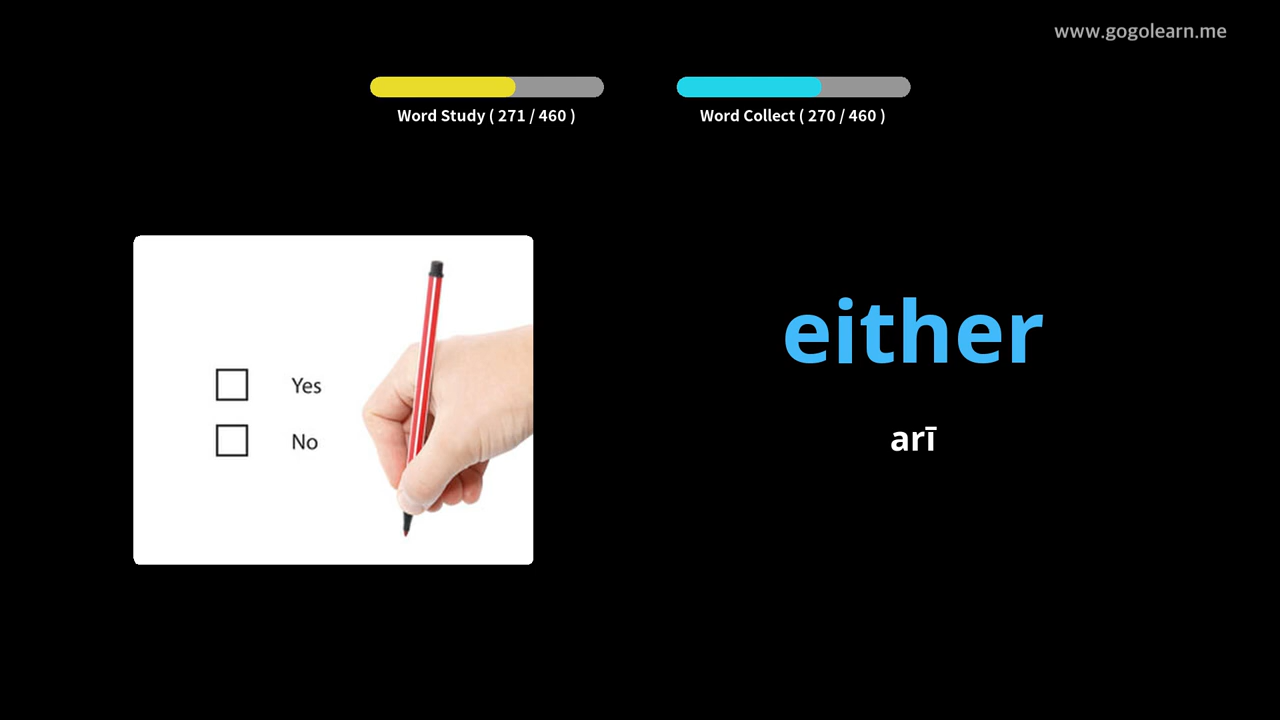 www.gogolearn.me
Word Study ( 271 / 460 )
Word Collect ( 270 / 460 )
Yes
No
either
arī